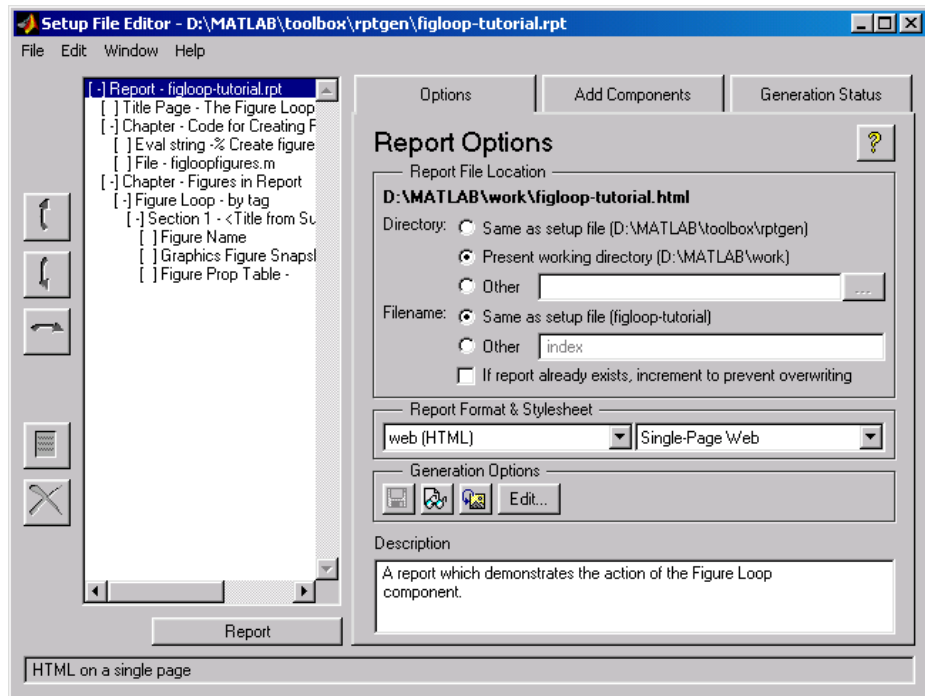 Setup File Editor - D:\MATLAB\toolbox\rptgen\figloop-tutorial.rpt
File Edit Window Help
[-] Report - figloop-tutorial.rpt
[ ] Title Page - The Figure Loop
[-] Chapter - Code for Creating F
[ ] Eval string -% Create figure
[ ] File - figloopfigures.m
[-] Chapter - Figures in Report
[-] Figure Loop - by tag
[-] Section 1 - <Title from Su
[ ] Figure Name
[ ] Graphics Figure Snapsl
[ ] Figure Prop Table -
Report
Options
Add Components
Generation Status
Report Options
?
Report File Location
D:\MATLAB\work\figloop-tutorial.html
Directory: Same as setup file (D:\MATLAB\toolbox\rptgen)
Present working directory (D:\MATLAB\work)
Other ...
Filename: Same as setup file (figloop-tutorial)
Other index
If report already exists, increment to prevent overwriting
Report Format & Stylesheet
web (HTML) Single-Page Web
Generation Options
Edit...
Description
A report which demonstrates the action of the Figure Loop
component.
HTML on a single page